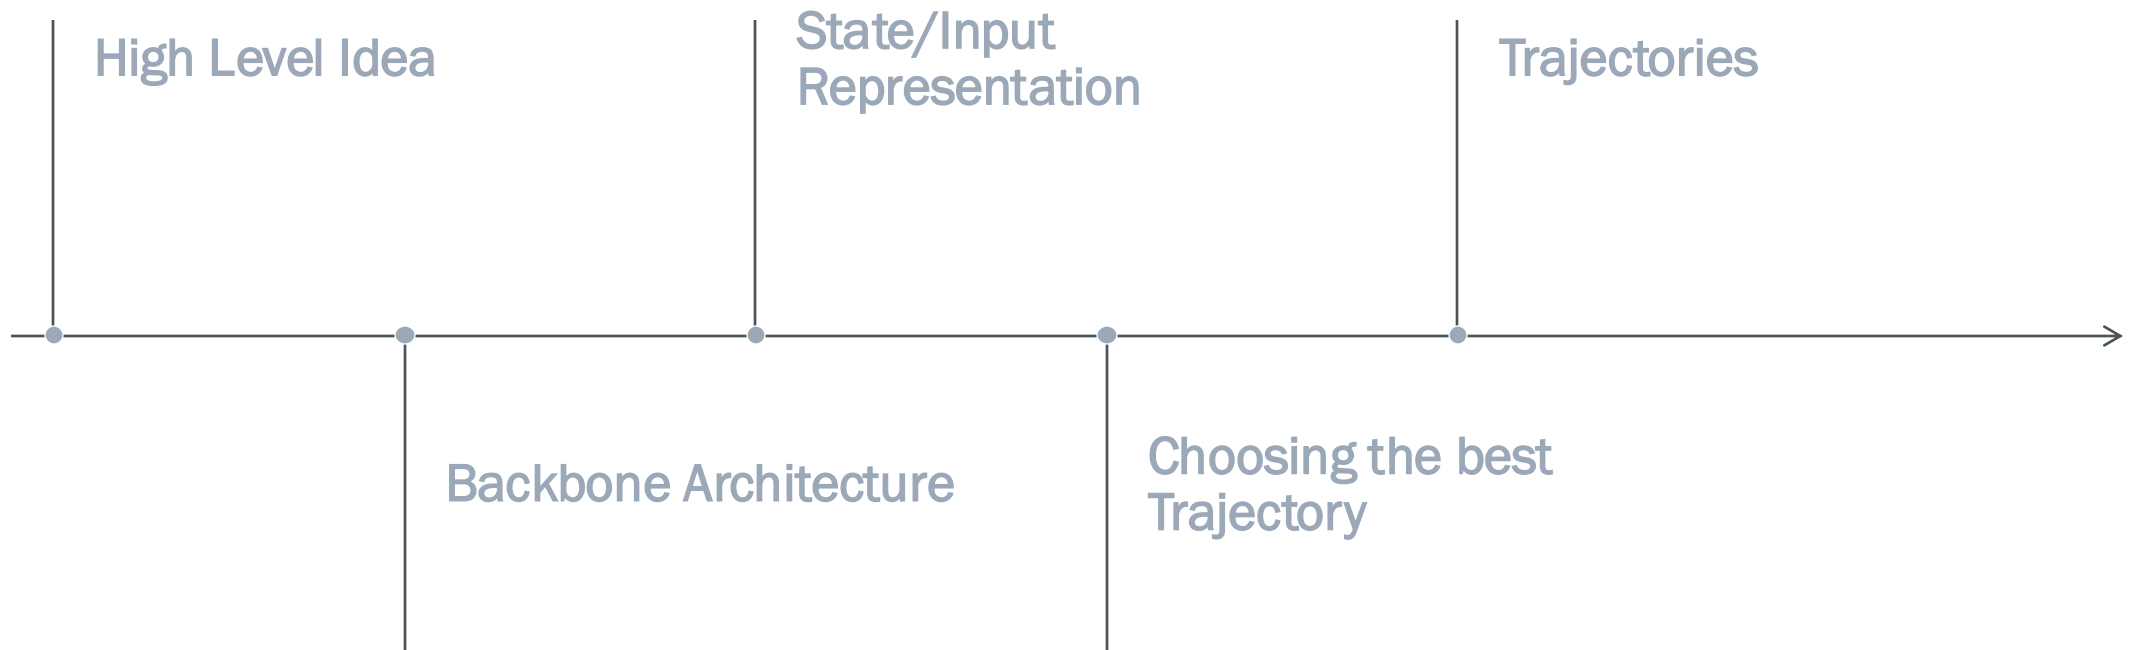 High Level Idea
State/Input
Representation
Trajectories
Backbone Architecture
Choosing the best
Trajectory